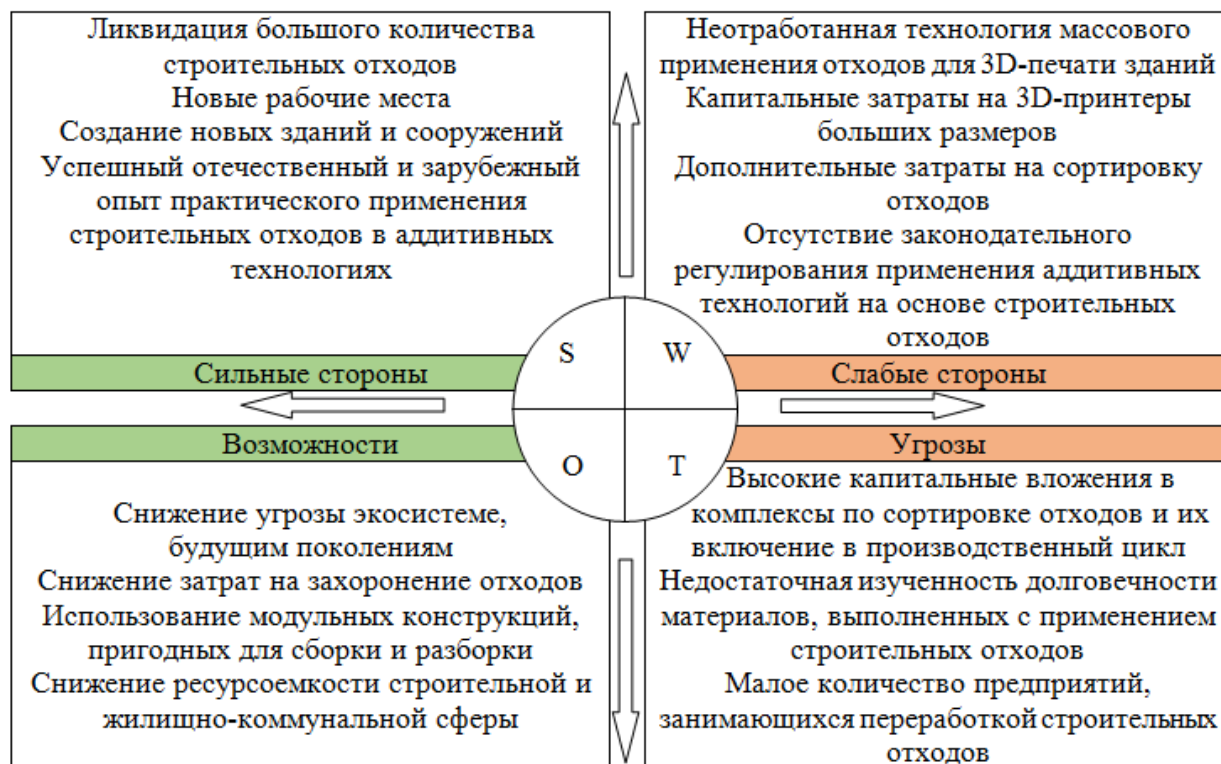 Ликвидация большого количества
строительных отходов
Новые рабочие места
Создание новых зданий и сооружений
Успешный отечественный и зарубежный
опыт практического применения
строительных отходов в аддитивных
технологиях
Сильные стороны
Неотработанная технология массового
применения отходов для 3D-печати зданий
Капитальные затраты на 3D-принтеры
больших размеров
Дополнительные затраты на сортировку
отходов
Отсутствие законодательного
регулирования применения аддитивных
технологий на основе строительных
отходов
Слабые стороны
S
W
O
T
Возможности
Снижение угрозы экосистеме,
будущим поколениям
Снижение затрат на захоронение отходов
Использование модульных конструкций,
пригодных для сборки и разборки
Снижение ресурсоемкости строительной и
жилищно-коммунальной сферы
Угрозы
Высокие капитальные вложения в
комплексы по сортировке отходов и их
включение в производственный цикл
Недостаточная изученность долговечности
материалов, выполненных с применением
строительных отходов
Малое количество предприятий,
занимающихся переработкой строительных
отходов